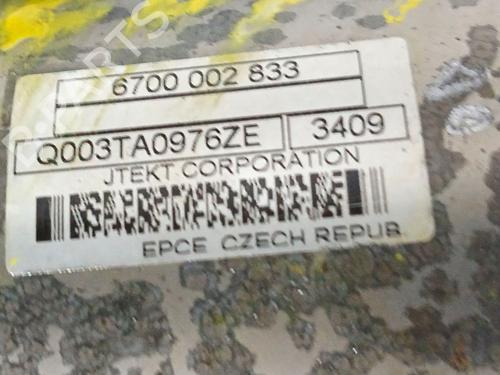 6700 002 833
Q003TA0976ZE 3409
JTEKT CORPORATION
EPCE CZECH REPUB